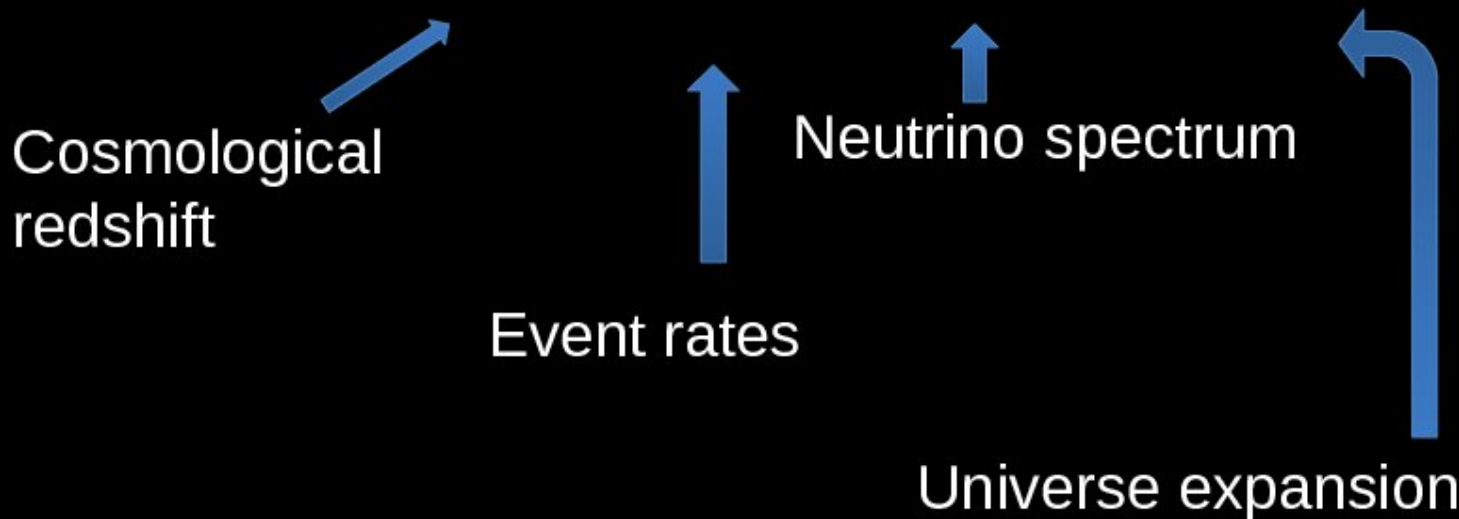 Cosmological
redshift
Neutrino spectrum
Event rates
Universe expansion